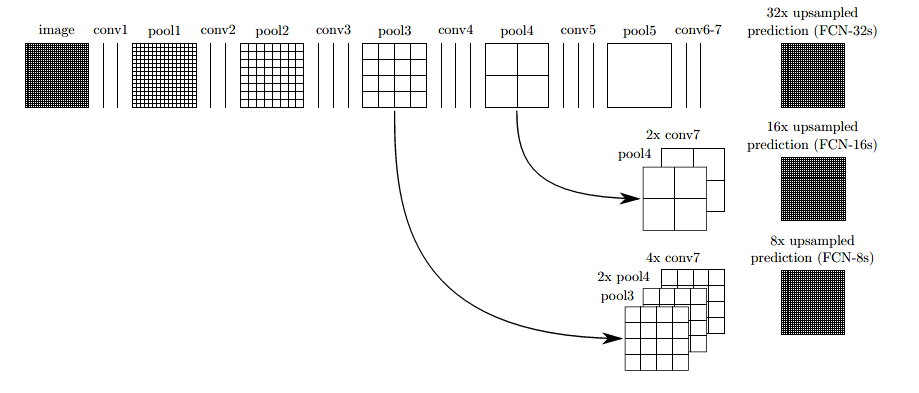 32x upsampled
image conv1 pool1 conv2 pool2 conv3 pool3 conv4 pool4 conv5 pool5 conv6-7 prediction (FCN-32s)
16x upsampled
2x conv7 prediction (FCN-16s)
pool4
8x upsampled
4x conv7 prediction (FCN-8s)
2x pool4
pool3